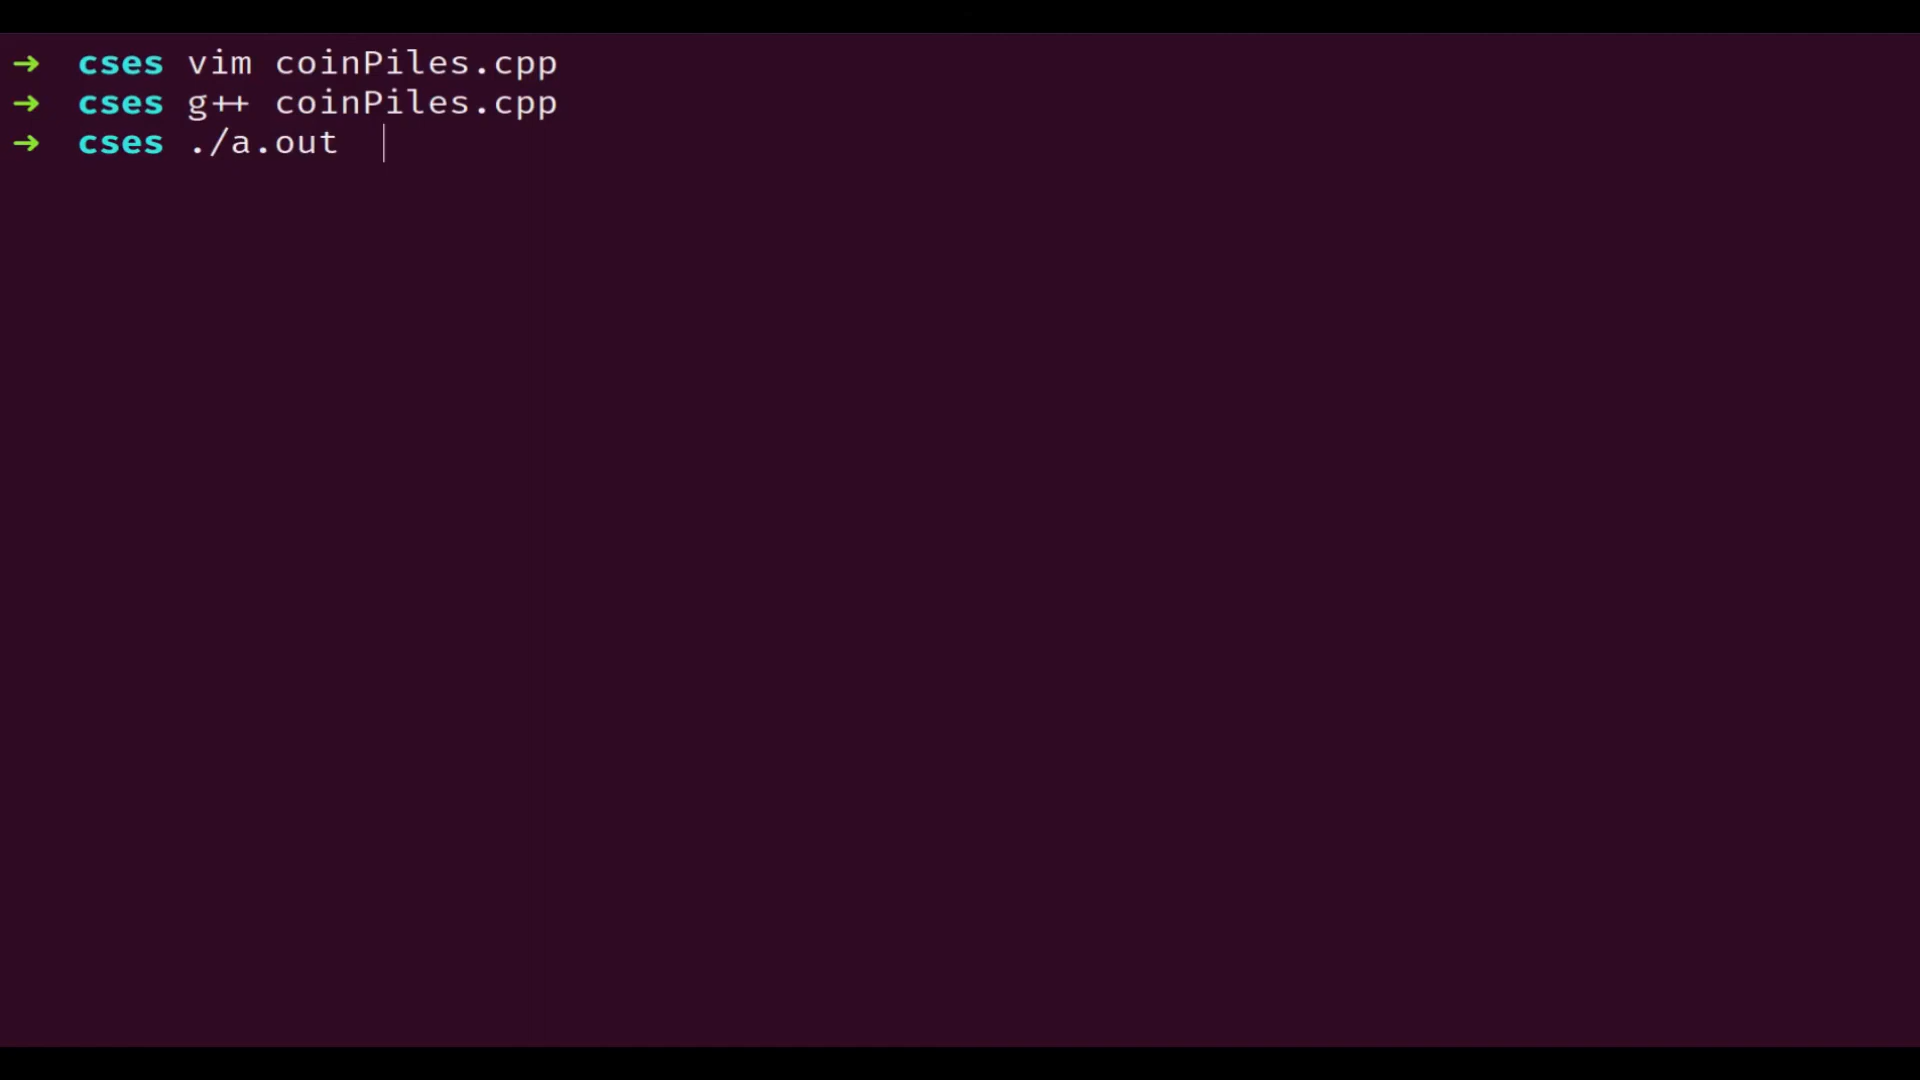 ➜ cses vim coinPiles.cpp
➜ cses g++ coinPiles.cpp
➜ cses ./a.out